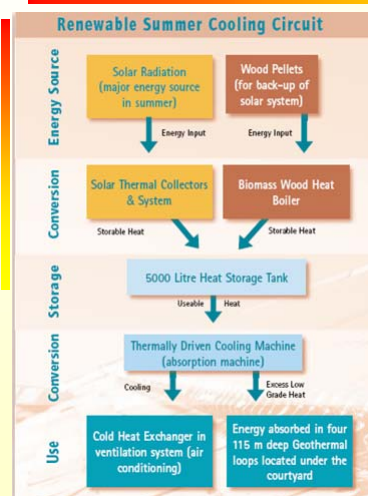 Renewable Summer Cooling Circuit
Energy Source
Solar Radiation
(major energy source
in summer)
Wood Pellets
(for back-up of
solar system)
Energy Input
Energy Input
Conversion
Solar Thermal Collectors
& System
Biomass Wood Heat
Boiler
Storable Heat
Storable Heat
Storage
5000 Litre Heat Storage Tank
Useable Heat
Conversion
Thermally Driven Cooling Machine
(absorption machine)
Cooling
Excess Low
Grade Heat
Use
Cold Heat Exchanger in
ventilation system (air
conditioning)
Energy absorbed in four
115 m deep Geothermal
loops located under the
courtyard